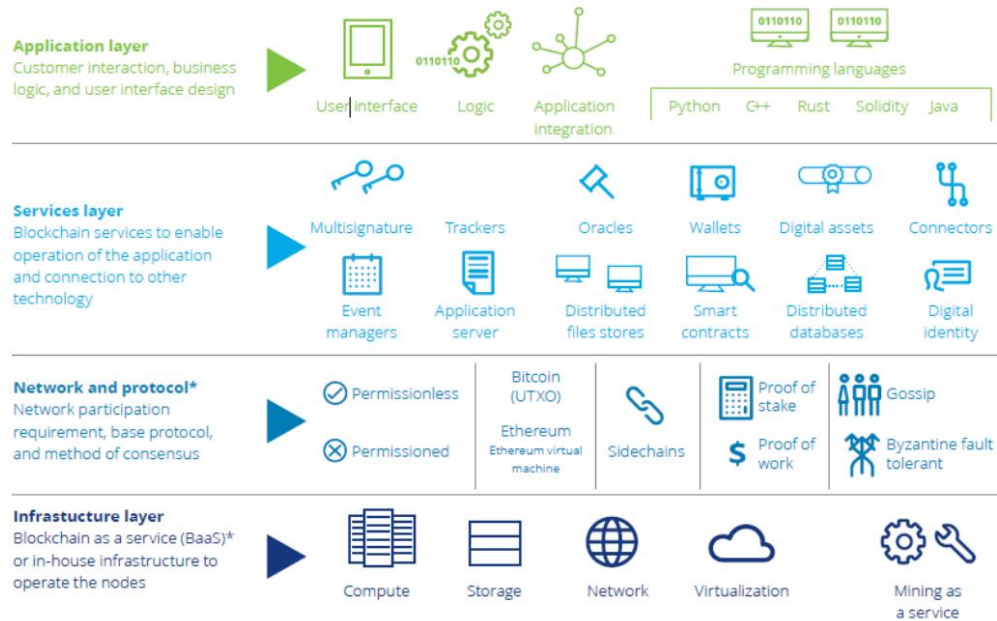 Application layer
Customer interaction, business
logic, and user interface design
0110110
0110110
0110110
Programming languages
User interface
Logic
Application
integration
Python
C++
Rust
Solidity
Java
Services layer
Blockchain services to enable
operation of the application
and connection to other
technology
Multisignature
Trackers
Oracles
Wallets
Digital assets
Connectors
Event
managers
Application
server
Distributed
files stores
Smart
contracts
Distributed
databases
Digital
identity
Network and protocol*
Network participation
requirement, base protocol,
and method of consensus
Permissionless
Permissioned
Bitcoin
(UTXO)
Ethereum
Ethereum virtual
machine
Sidechains
Proof of
stake
$ Proof of
work
Gossip
Byzantine fault
tolerant
Infrastucture layer
Blockchain as a service (BaaS)*
or in-house infrastructure to
operate the nodes
Compute
Storage
Network
Virtualization
Mining as
a service